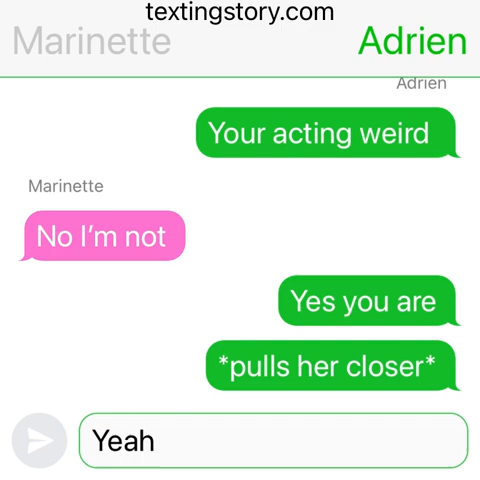 textingstory.com
Marinette
Adrien
Adrien
Your acting weird
Marinette
No I’m not
Yes you are
*pulls her closer*
Yeah